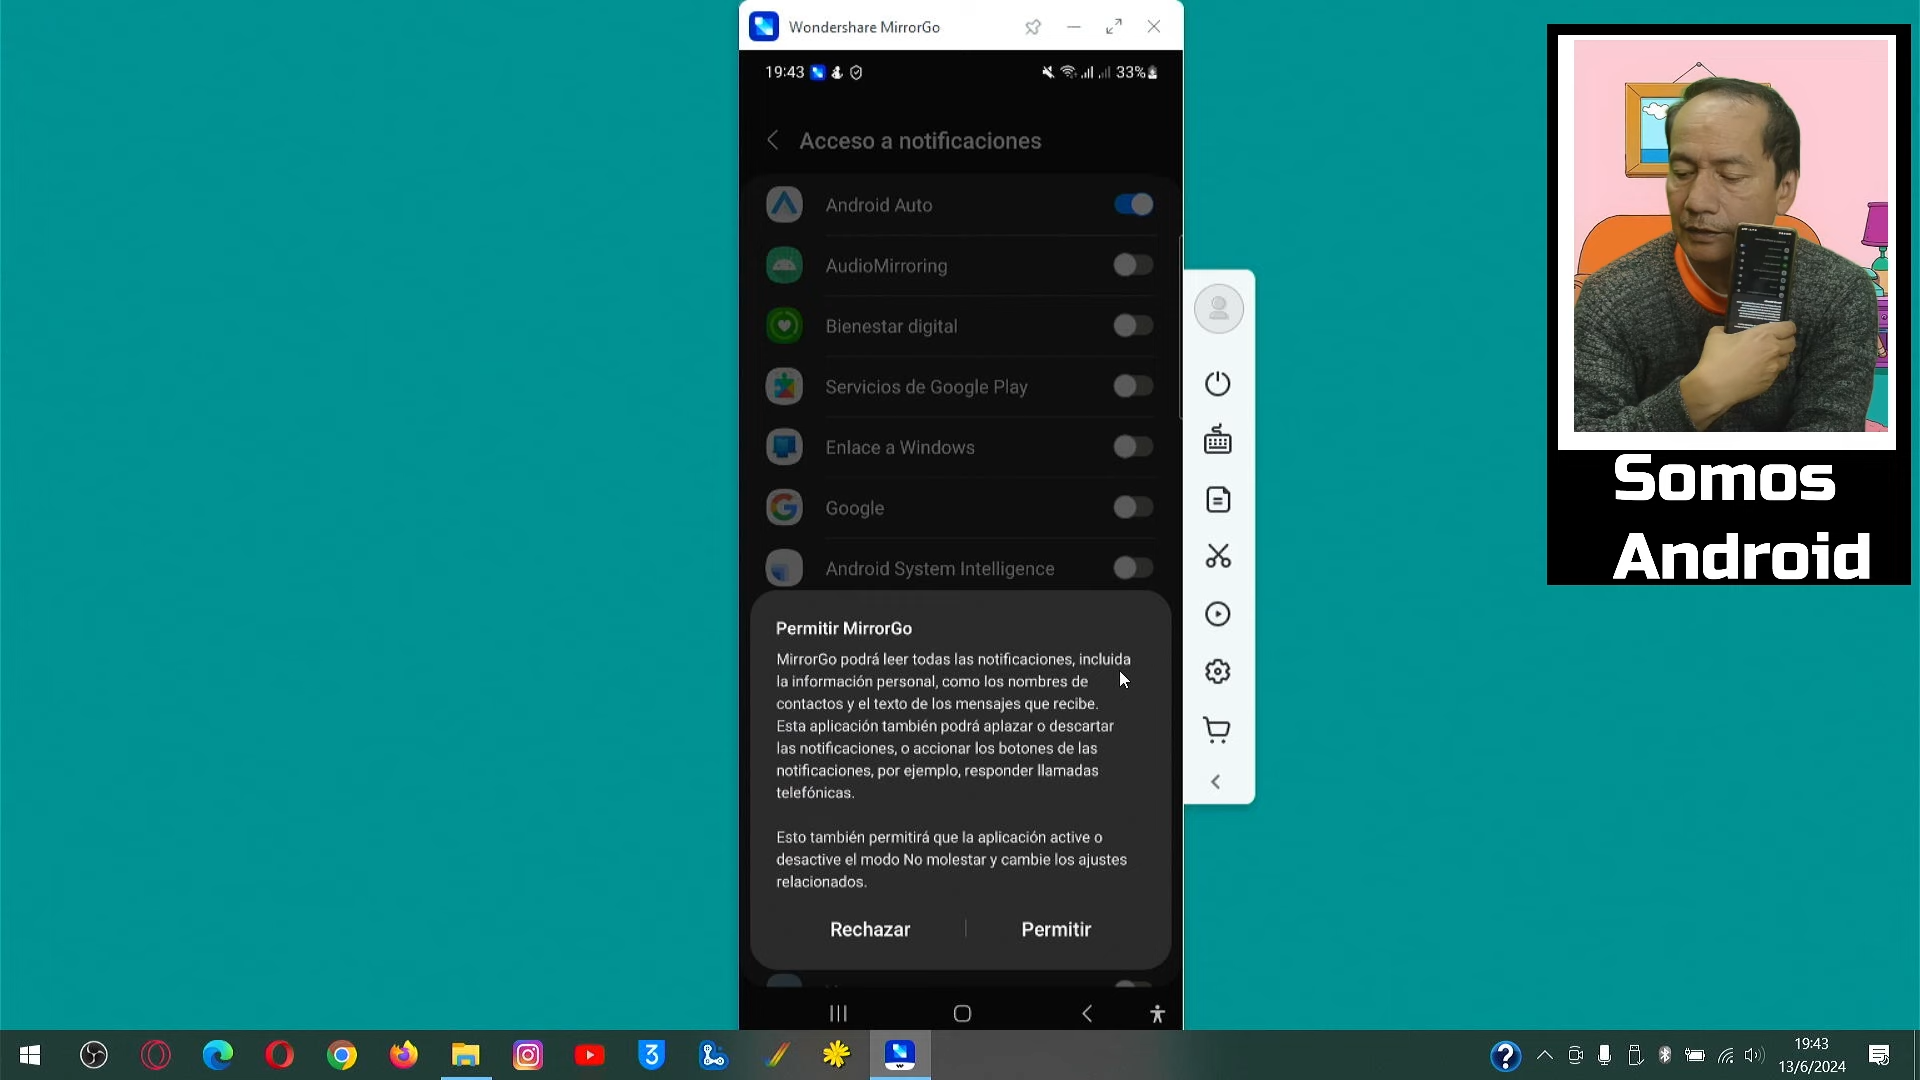 Wondershare MirrorGo
19:43
33%
Acceso a notificaciones
Android Auto
AudioMirroring
Bienestar digital
Servicios de Google Play
Enlace a Windows
Google
Android System Intelligence
Permitir MirrorGo
MirrorGo podrá leer todas las notificaciones, incluida
la información personal, como los nombres de
contactos y el texto de los mensajes que recibe.
Esta aplicación también podrá aplazar o descartar
las notificaciones, o accionar los botones de las
notificaciones, por ejemplo, responder llamadas
telefónicas.
Esto también permitirá que la aplicación active o
desactive el modo No molestar y cambie los ajustes
relacionados.
Rechazar
Permitir
Somos
Android
3
19:43
13/6/2024